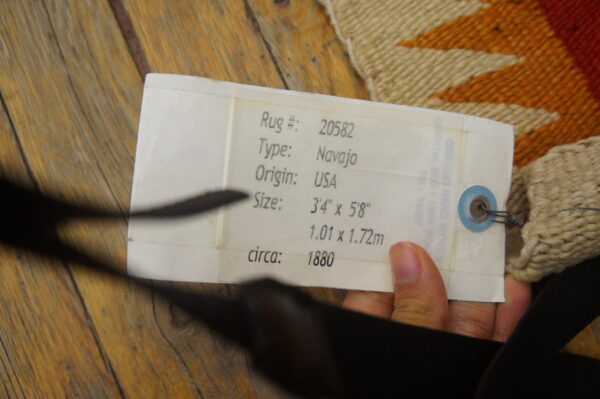 Rug #: 20582
Type: Navajo
Origin: USA
Size: 3'4" x 5'8"
1.01 x 1.72m
circa: 1880